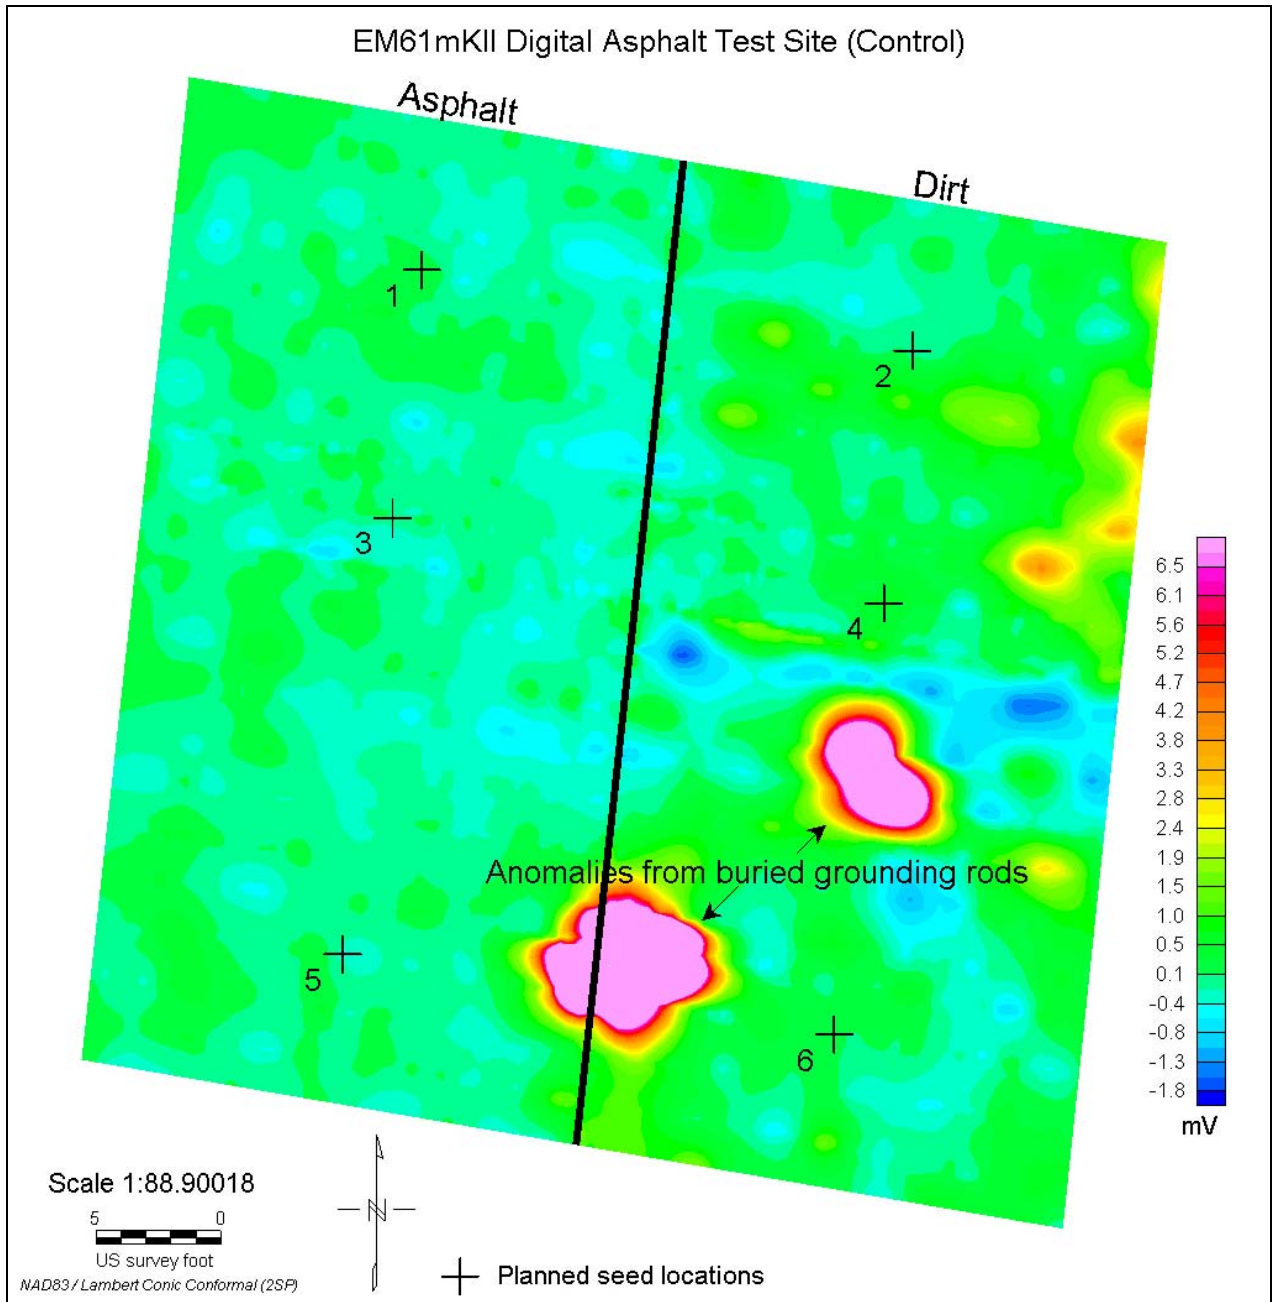 EM61mKII Digital Asphalt Test Site (Control)
Asphalt
Dirt
1
2
3
4
Anomalies from buried grounding rods
5
6
6.5
6.1
5.6
5.2
4.7
4.2
3.8
3.3
2.8
2.4
1.9
1.5
1.0
0.5
0.1
-0.4
-0.8
-1.3
-1.8
mV
Scale 1:88.90018
5 0
US survey foot
NAD83 / Lambert Conic Conformal (2SP)
N
Planned seed locations